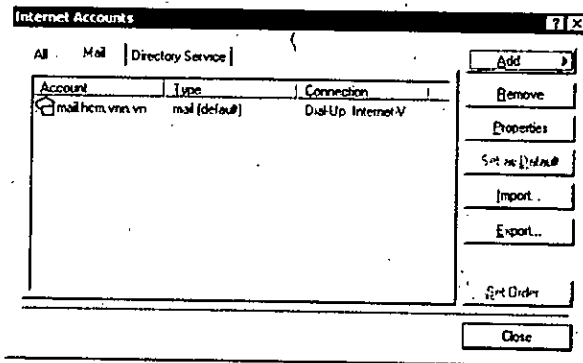 Internet Accounts
All Mail Directory Service
Account Type Connection
mail.hcm.vnn.vn mail (default) Dial-Up Internet-V
Add
Remove
Properties
Set as Default
Import...
Export...
Set Order
Close